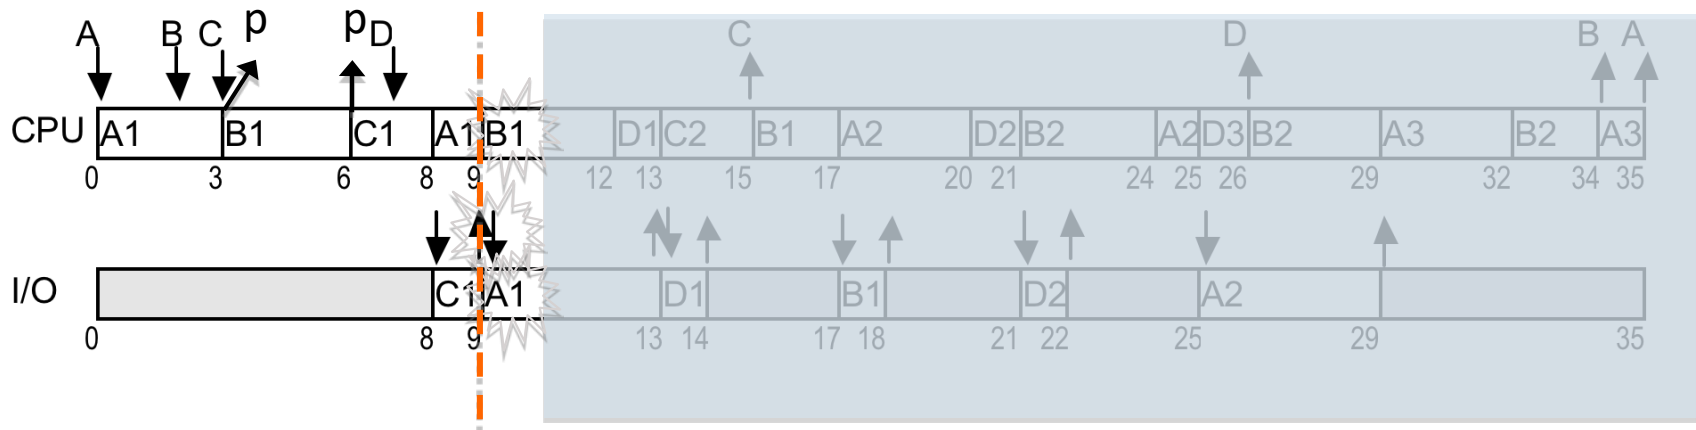 A B C p p D C D B A
CPU A1 B1 C1 A1 B1 D1 C2 B1 A2 D2 B2 A2 D3 B2 A3 B2 A3
0 3 6 8 9 12 13 15 17 20 21 24 25 26 29 32 34 35
I/O C1 A1 D1 B1 D2 A2
0 8 9 13 14 17 18 21 22 25 29 35